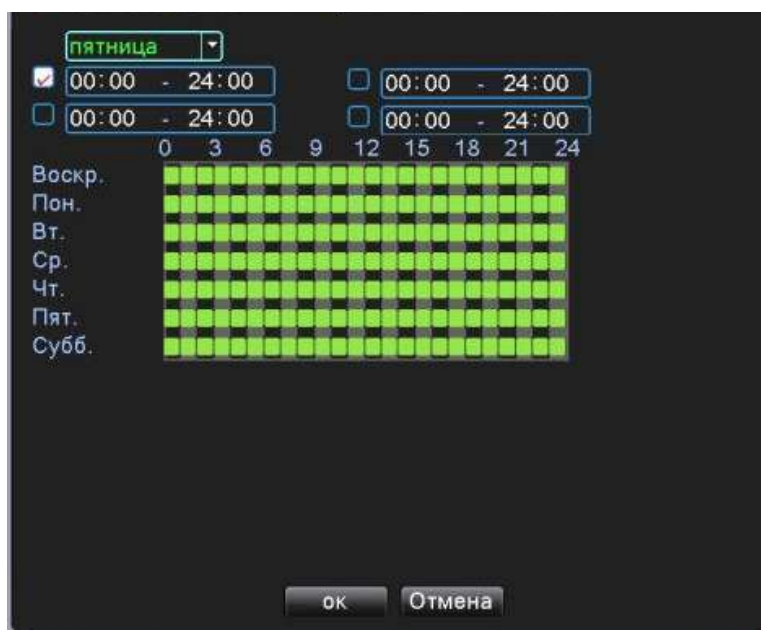 пятница
00:00 - 24:00 00:00 - 24:00
00:00 - 24:00 00:00 - 24:00
0 3 6 9 12 15 18 21 24
Воскр.
Пон.
Вт.
Ср.
Чт.
Пят.
Субб.
ок Отмена